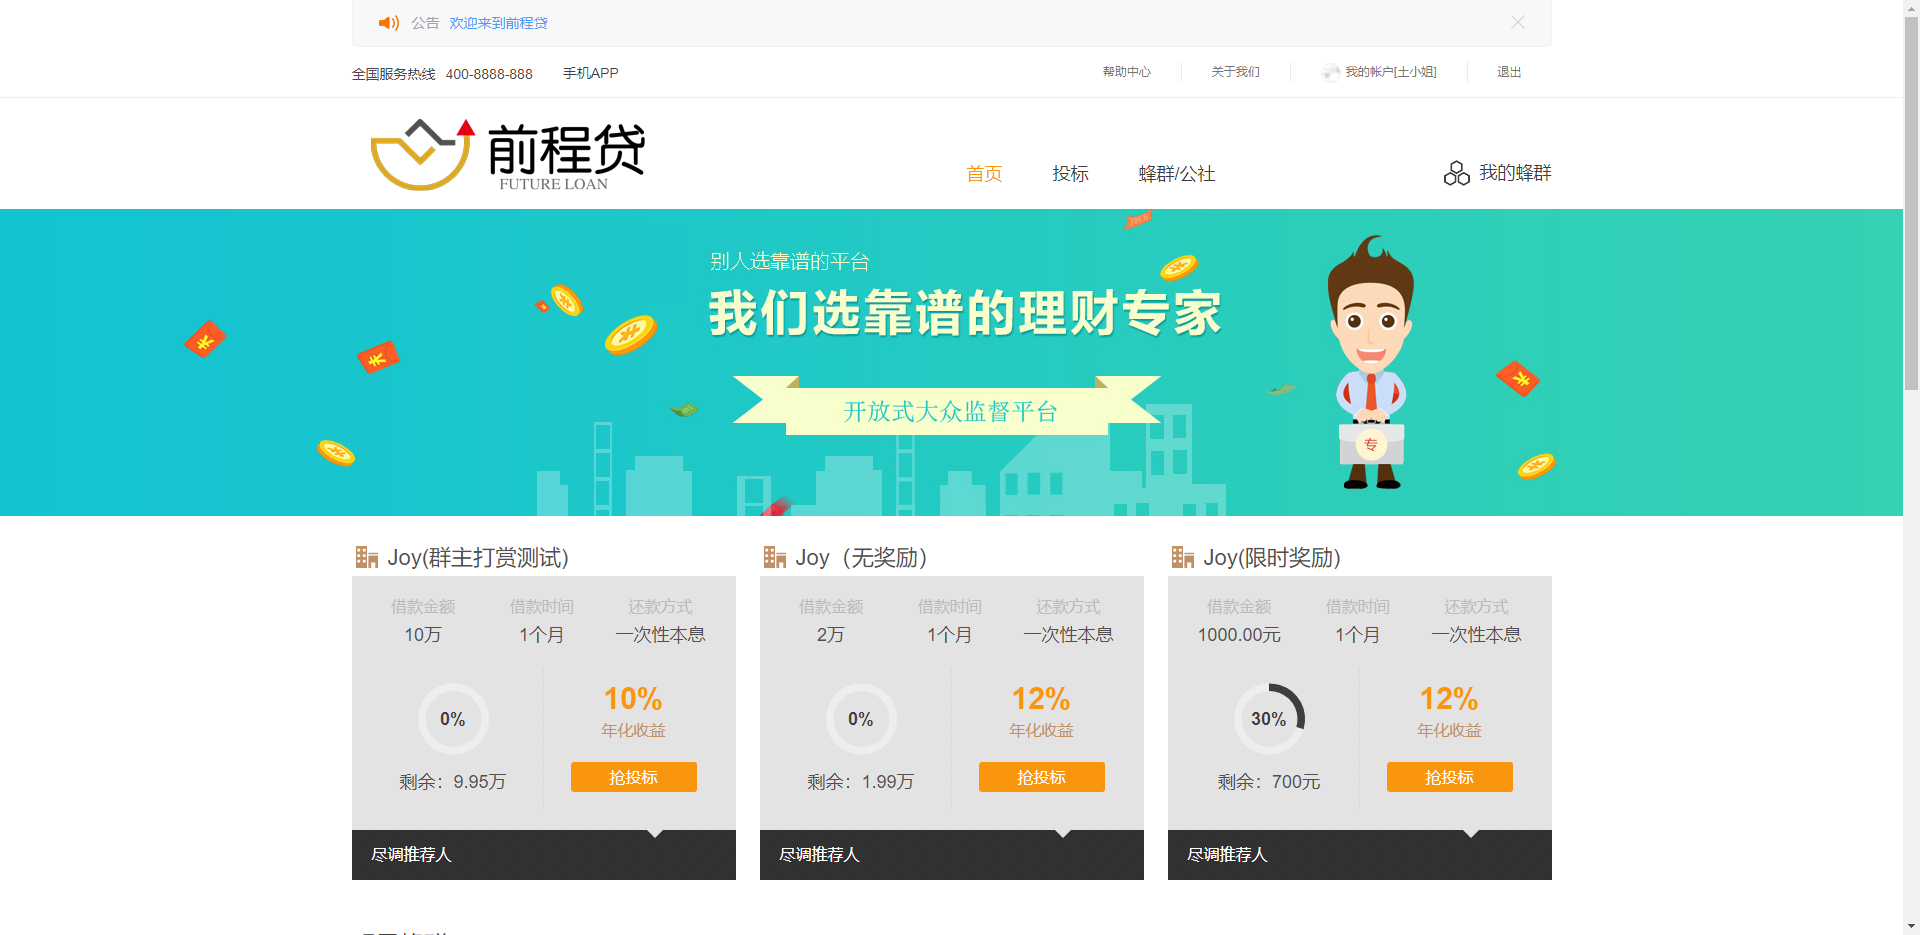 公告 欢迎来到前程贷
全国服务热线 400-8888-888 手机APP 帮助中心 关于我们 我的帐户[土小姐] 退出
前程贷
FUTURE LOAN
首页 投标 蜂群/公社 我的蜂群
别人选靠谱的平台
我们选靠谱的理财专家
开放式大众监督平台
专
Joy(群主打赏测试)
借款金额 借款时间 还款方式
10万 1个月 一次性本息
0%
10%
年化收益
剩余：9.95万
抢投标
尽调推荐人
Joy（无奖励）
借款金额 借款时间 还款方式
2万 1个月 一次性本息
0%
12%
年化收益
剩余：1.99万
抢投标
尽调推荐人
Joy(限时奖励)
借款金额 借款时间 还款方式
1000.00元 1个月 一次性本息
30%
12%
年化收益
剩余：700元
抢投标
尽调推荐人